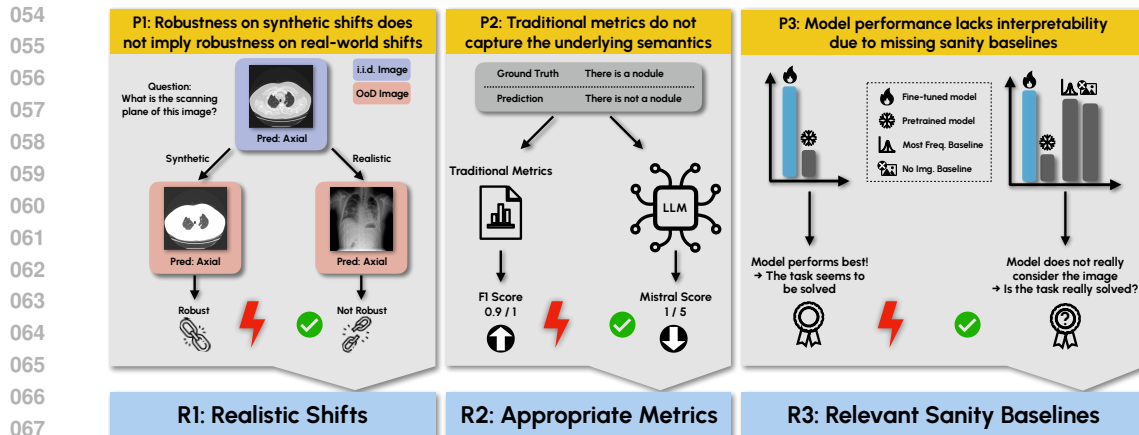 054
055
056
057
058
059
060
061
062
063
064
065
066
067
P1: Robustness on synthetic shifts does
not imply robustness on real-world shifts
Question:
What is the scanning
plane of this image?
i.i.d. Image
OoD Image
Pred: Axial
Synthetic
Realistic
Pred: Axial
Pred: Axial
Robust
Not Robust
R1: Realistic Shifts
P2: Traditional metrics do not
capture the underlying semantics
Ground Truth There is a nodule
Prediction There is not a nodule
Traditional Metrics
LLM
F1 Score
0.9 / 1
Mistral Score
1 / 5
R2: Appropriate Metrics
P3: Model performance lacks interpretability
due to missing sanity baselines
Fine-tuned model
Pretrained model
Most Freq. Baseline
No Img. Baseline
Model performs best!
→ The task seems to
be solved
Model does not really
consider the image
→ Is the task really solved?
?
R3: Relevant Sanity Baselines